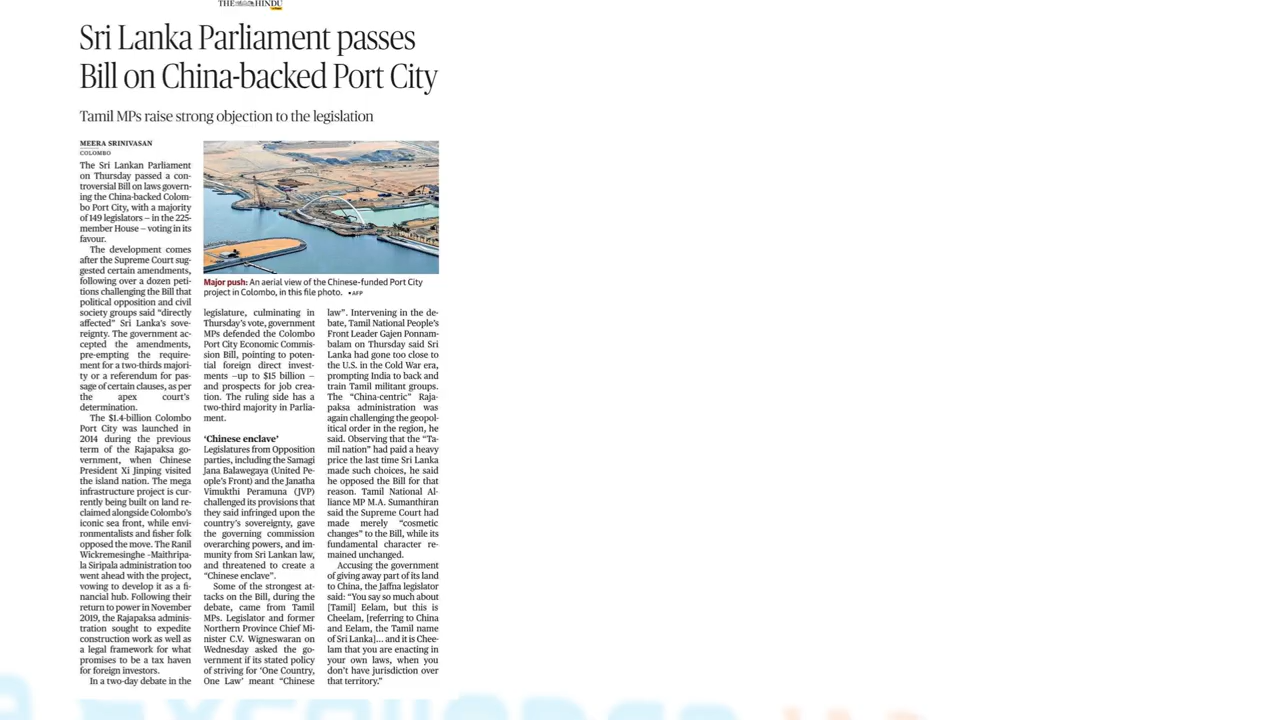 THE HINDU
Sri Lanka Parliament passes
Bill on China-backed Port City
Tamil MPs raise strong objection to the legislation
MEERA SRINIVASAN
COLOMBO
The Sri Lankan Parliament
on Thursday passed a con-
troversial Bill on laws govern-
ing the China-backed Colom-
bo Port City, with a majority
of 149 legislators – in the 225-
member House – voting in its
favour.
The development comes
after the Supreme Court sug-
gested certain amendments,
following over a dozen peti-
tions challenging the Bill that
political opposition and civil
society groups said “directly
affected” Sri Lanka’s sove-
reignty. The government ac-
cepted the amendments,
pre-empting the require-
ment for a two-thirds majori-
ty or a referendum for pas-
sage of certain clauses, as per
the apex court’s
determination.
The $1.4-billion Colombo
Port City was launched in
2014 during the previous
term of the Rajapaksa go-
vernment, when Chinese
President Xi Jinping visited
the island nation. The mega
infrastructure project is cur-
rently being built on land re-
claimed alongside Colombo’s
iconic sea front, while envi-
ronmentalists and fisher folk
opposed the move. The Ranil
Wickremesinghe -Maithripa-
la Siripala administration too
went ahead with the project,
vowing to develop it as a fi-
nancial hub. Following their
return to power in November
2019, the Rajapaksa adminis-
tration sought to expedite
construction work as well as
a legal framework for what
promises to be a tax haven
for foreign investors.
In a two-day debate in the
Major push: An aerial view of the Chinese-funded Port City
project in Colombo, in this file photo. •AFP
legislature, culminating in
Thursday’s vote, government
MPs defended the Colombo
Port City Economic Commis-
sion Bill, pointing to poten-
tial foreign direct invest-
ments –up to $15 billion –
and prospects for job crea-
tion. The ruling side has a
two-third majority in Parlia-
ment.
‘Chinese enclave’
Legislatures from Opposition
parties, including the Samagi
Jana Balawegaya (United Pe-
ople’s Front) and the Janatha
Vimukthi Peramuna (JVP)
challenged its provisions that
they said infringed upon the
country’s sovereignty, gave
the governing commission
overarching powers, and im-
munity from Sri Lankan law,
and threatened to create a
“Chinese enclave”.
Some of the strongest at-
tacks on the Bill, during the
debate, came from Tamil
MPs. Legislator and former
Northern Province Chief Mi-
nister C.V. Wigneswaran on
Wednesday asked the go-
vernment if its stated policy
of striving for ‘One Country,
One Law’ meant “Chinese
law”. Intervening in the de-
bate, Tamil National People’s
Front Leader Gajen Ponnam-
balam on Thursday said Sri
Lanka had gone too close to
the U.S. in the Cold War era,
prompting India to back and
train Tamil militant groups.
The “China-centric” Raja-
paksa administration was
again challenging the geopol-
itical order in the region, he
said. Observing that the “Ta-
mil nation” had paid a heavy
price the last time Sri Lanka
made such choices, he said
he opposed the Bill for that
reason. Tamil National Al-
liance MP M.A. Sumanthiran
said the Supreme Court had
made merely “cosmetic
changes” to the Bill, while its
fundamental character re-
mained unchanged.
Accusing the government
of giving away part of its land
to China, the Jaffna legislator
said: “You say so much about
[Tamil] Eelam, but this is
Cheelam, [referring to China
and Eelam, the Tamil name
of Sri Lanka]... and it is Chee-
lam that you are enacting in
your own laws, when you
don’t have jurisdiction over
that territory.”